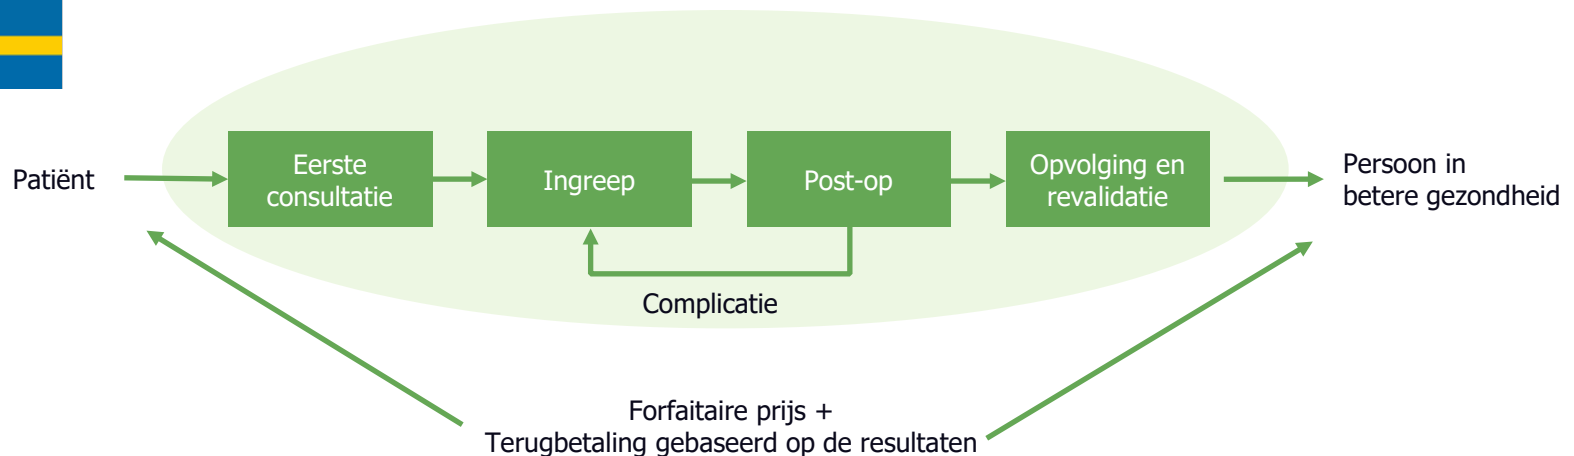 Patiënt
Eerste
consultatie
Ingreep
Post-op
Opvolging en
revalidatie
Persoon in
betere gezondheid
Complicatie
Forfaitaire prijs +
Terugbetaling gebaseerd op de resultaten